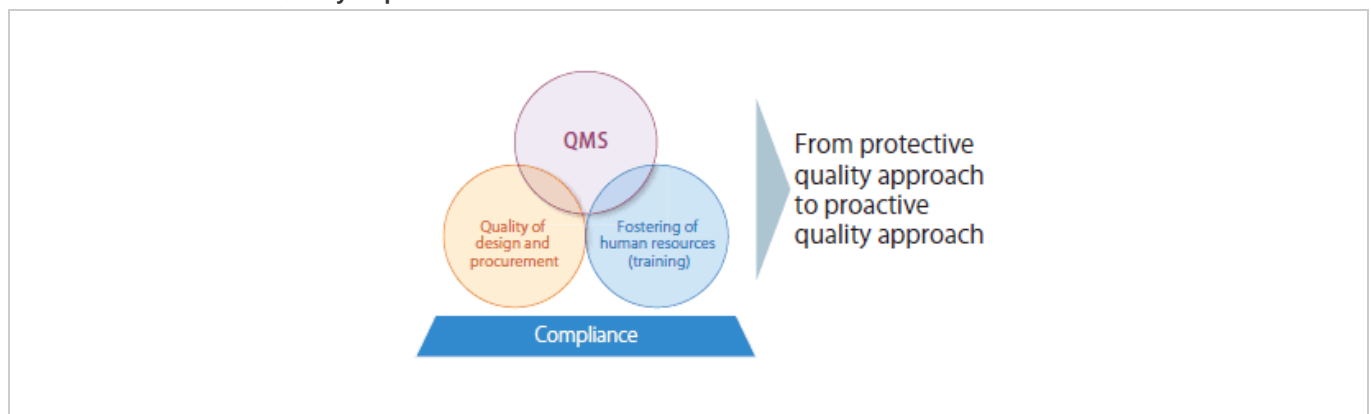 QMS
Quality of
design and
procurement
Fostering of
human resources
(training)
Compliance
From protective
quality approach
to proactive
quality approach